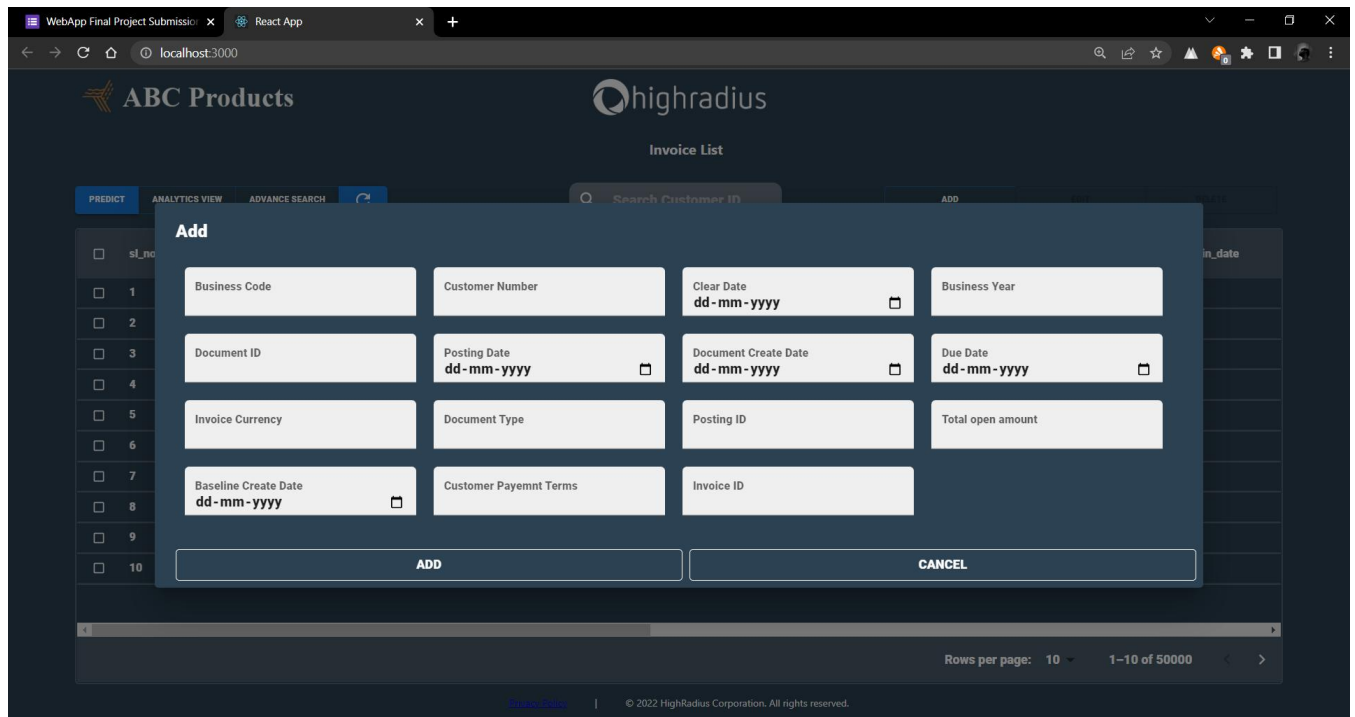 WebApp Final Project Submission
React App
localhost:3000
ABC Products
highradius
Invoice List
PREDICT ANALYTICS VIEW ADVANCE SEARCH Search Customer ID ADD
Add
sl_no in_date
Business Code Customer Number Clear Date Business Year
dd-mm-yyyy
1
2
Document ID Posting Date Document Create Date Due Date
dd-mm-yyyy dd-mm-yyyy dd-mm-yyyy
3
4
5
Invoice Currency Document Type Posting ID Total open amount
6
7
Baseline Create Date Customer Payemnt Terms Invoice ID
dd-mm-yyyy
8
9
10
ADD CANCEL
Rows per page: 10 1–10 of 50000
Privacy Policy | © 2022 HighRadius Corporation. All rights reserved.